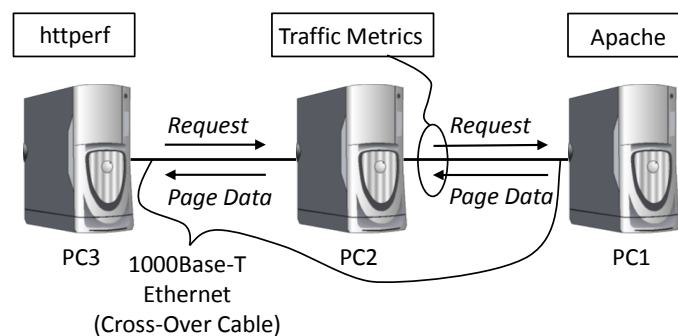 httperf
Traffic Metrics
Apache
Request
Request
Page Data
Page Data
PC3
PC2
PC1
1000Base-T
Ethernet
(Cross-Over Cable)